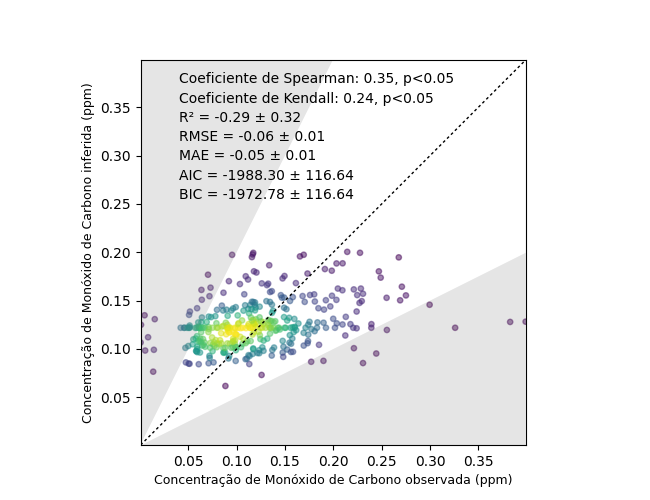 Coeficiente de Spearman: 0.35, p<0.05
Coeficiente de Kendall: 0.24, p<0.05
R² = -0.29 ± 0.32
RMSE = -0.06 ± 0.01
MAE = -0.05 ± 0.01
AIC = -1988.30 ± 116.64
BIC = -1972.78 ± 116.64
Concentração de Monóxido de Carbono inferida (ppm)
0.35
0.30
0.25
0.20
0.15
0.10
0.05
0.05 0.10 0.15 0.20 0.25 0.30 0.35
Concentração de Monóxido de Carbono observada (ppm)